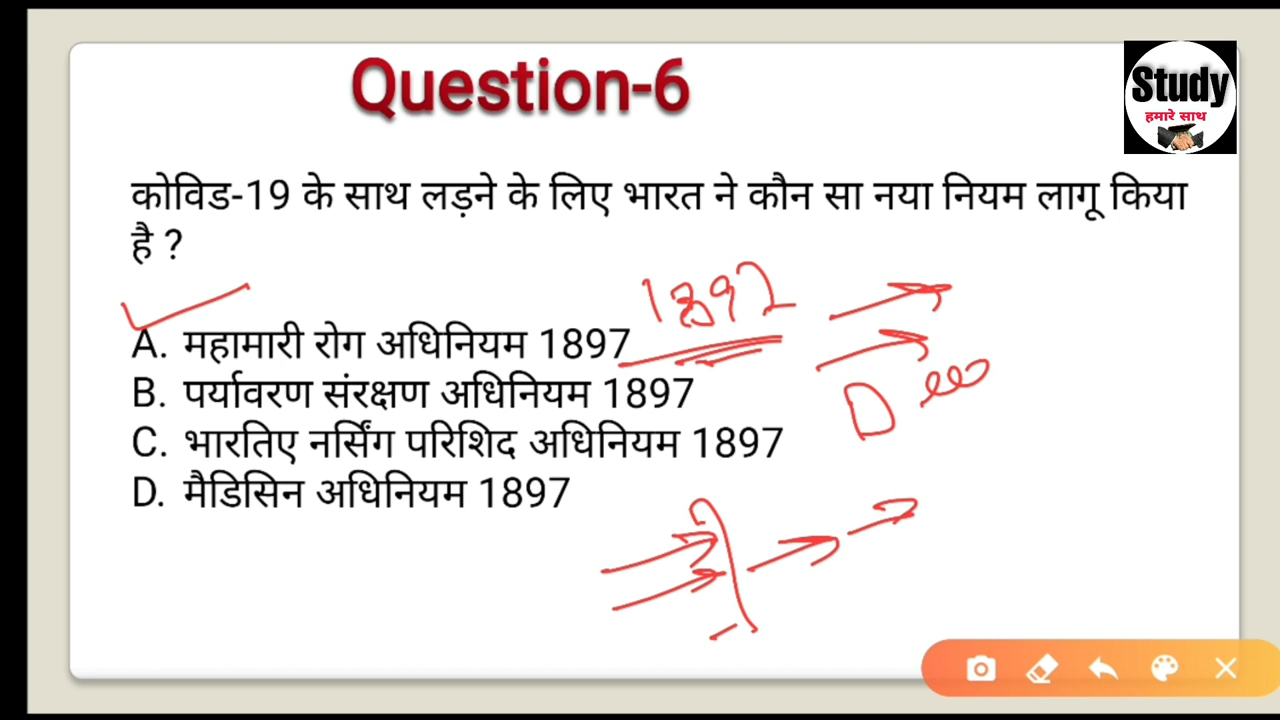 Question-6
Study
हमारे साथ
कोविड-19 के साथ लड़ने के लिए भारत ने कौन सा नया नियम लागू किया
है ?
A. महामारी रोग अधिनियम 1897
B. पर्यावरण संरक्षण अधिनियम 1897
C. भारतिए नर्सिंग परिशिद अधिनियम 1897
D. मैडिसिन अधिनियम 1897